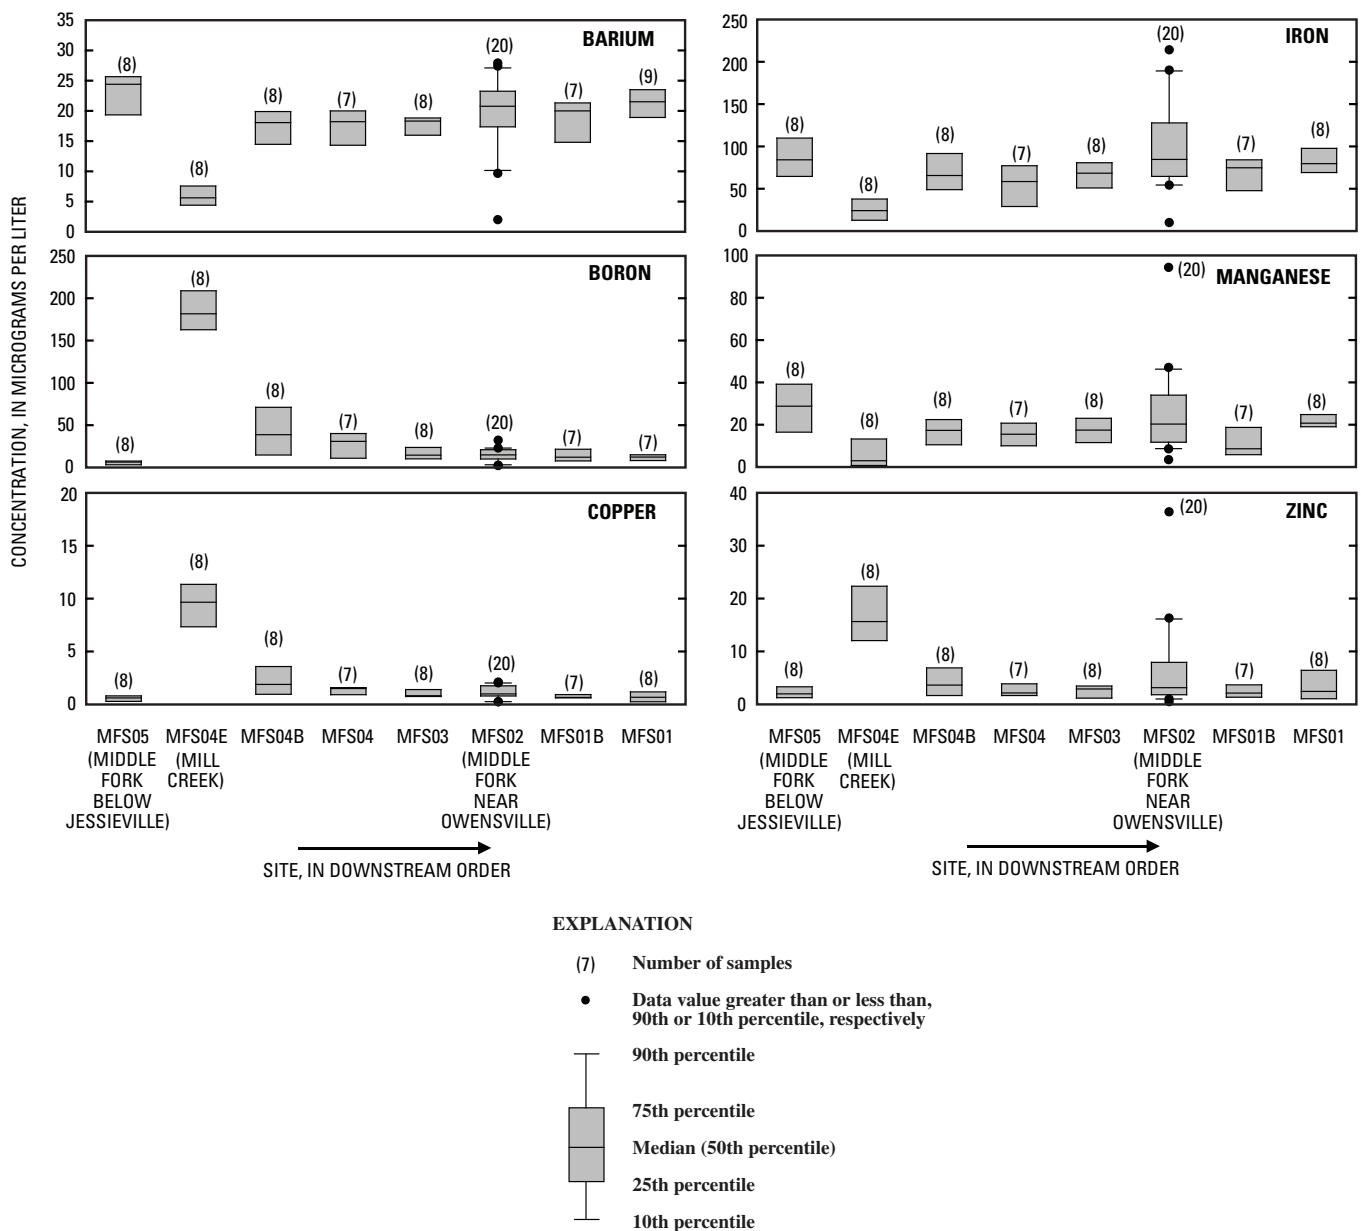 CONCENTRATION, IN MICROGRAMS PER LITER
BARIUM
35
30
25
20
15
10
5
0
(8)
(8)
(8)
(7)
(8)
(20)
(7)
(9)
IRON
250
200
150
100
50
0
(8)
(8)
(8)
(7)
(8)
(20)
(7)
(8)
BORON
250
200
150
100
50
0
(8)
(8)
(8)
(7)
(8)
(20)
(7)
(7)
MANGANESE
100
80
60
40
20
0
(8)
(8)
(8)
(7)
(8)
(20)
(7)
(8)
COPPER
20
15
10
5
0
(8)
(8)
(8)
(7)
(8)
(20)
(7)
(8)
ZINC
40
30
20
10
0
(8)
(8)
(8)
(7)
(8)
(20)
(7)
(8)
MFS05
(MIDDLE
FORK
BELOW
JESSIEVILLE)
MFS04E
(MILL
CREEK)
MFS04B
MFS04
MFS03
MFS02
(MIDDLE
FORK
NEAR
OWENSVILLE)
MFS01B
MFS01
SITE, IN DOWNSTREAM ORDER
MFS05
(MIDDLE
FORK
BELOW
JESSIEVILLE)
MFS04E
(MILL
CREEK)
MFS04B
MFS04
MFS03
MFS02
(MIDDLE
FORK
NEAR
OWENSVILLE)
MFS01B
MFS01
SITE, IN DOWNSTREAM ORDER
EXPLANATION
(7) Number of samples
Data value greater than or less than,
90th or 10th percentile, respectively
90th percentile
75th percentile
Median (50th percentile)
25th percentile
10th percentile